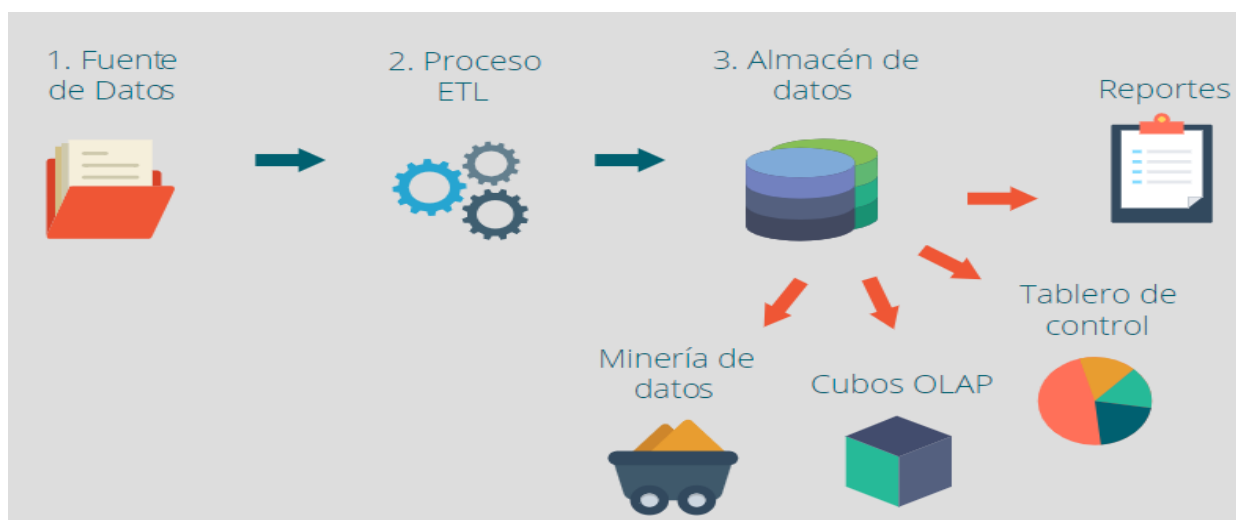 1. Fuente
de Datos
2. Proceso
ETL
3. Almacén de
datos
Reportes
Tablero de
control
Minería de
datos
Cubos OLAP